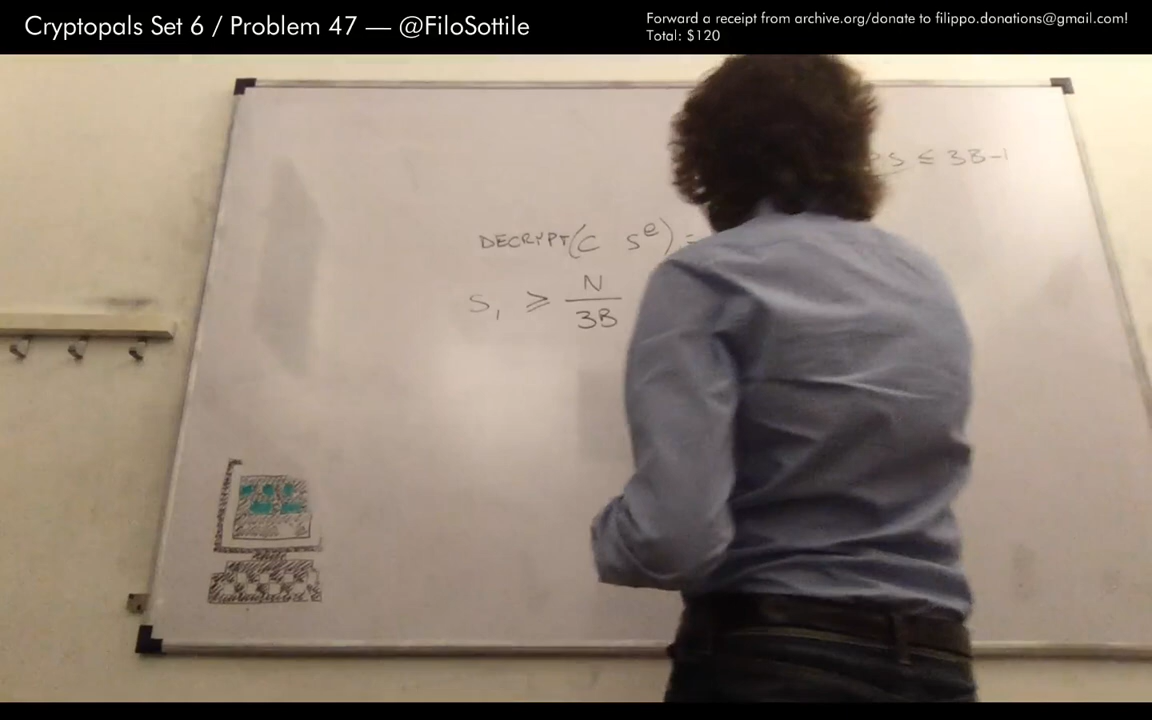 Cryptopals Set 6 / Problem 47 — @FiloSottile
Forward a receipt from archive.org/donate to filippo.donations@gmail.com!
Total: $120
S ≤ 3B-1
DECRYPT(C S^e) =
S₁ ≥ N/3B